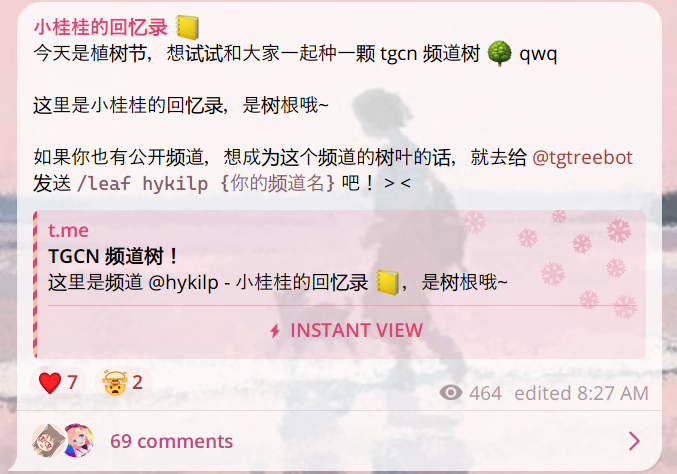 小桂桂的回忆录 📒
今天是植树节，想试试和大家一起种一颗 tgcn 频道树 🌳 qwq
这里是小桂桂的回忆录，是树根哦~
如果你也有公开频道，想成为这个频道的树叶的话，就去给 @tgtreebot
发送 /leaf hykilp {你的频道名} 吧！> <
t.me
TGCN 频道树！
这里是频道 @hykilp - 小桂桂的回忆录 📒，是树根哦~
INSTANT VIEW
7 2
464 edited 8:27 AM
69 comments